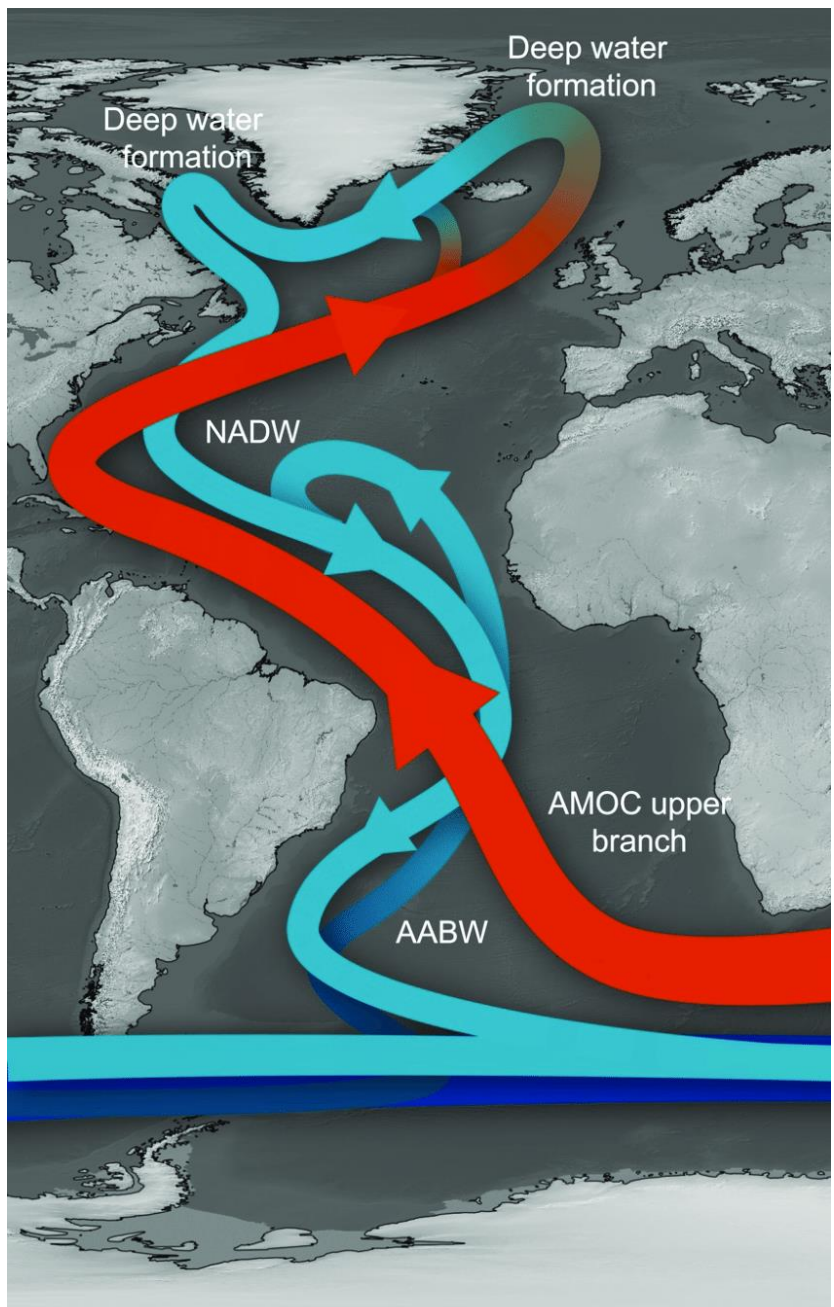 Deep water
formation
Deep water
formation
NADW
AMOC upper
branch
AABW